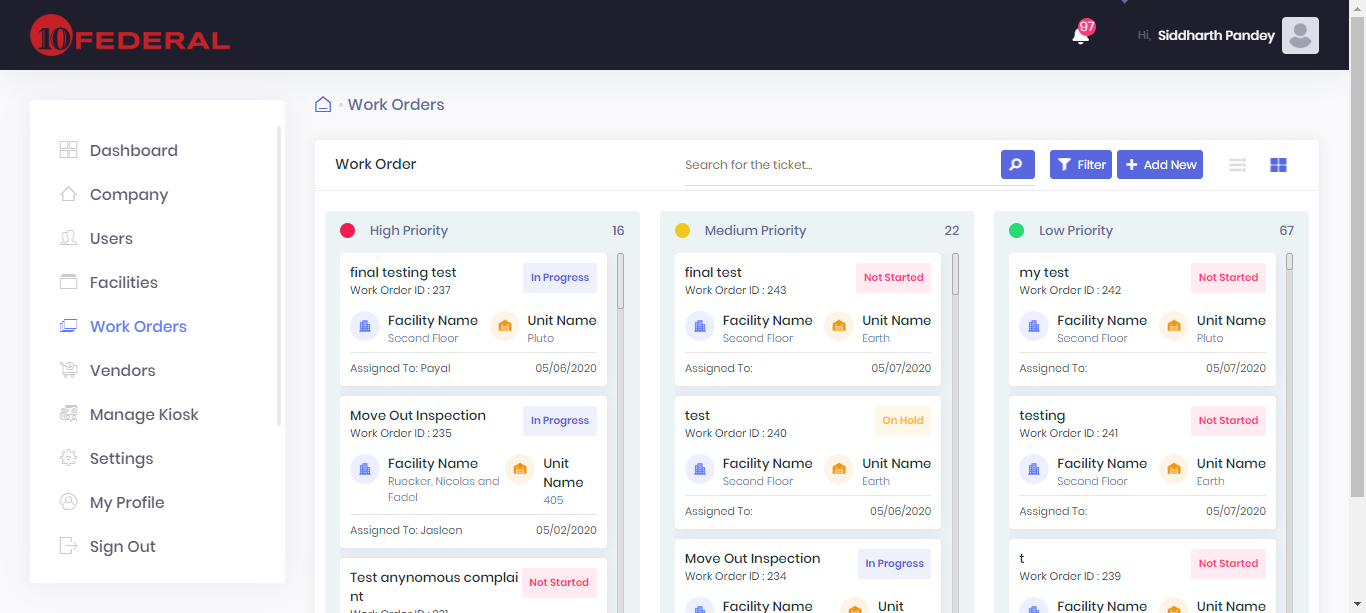 10 FEDERAL
97
Hi, Siddharth Pandey
Dashboard
Company
Users
Facilities
Work Orders
Vendors
Manage Kiosk
Settings
My Profile
Sign Out
Work Orders
Work Order
Search for the ticket...
Filter
Add New
High Priority 16
final testing test
In Progress
Work Order ID : 237
Facility Name
Second Floor
Unit Name
Pluto
Assigned To: Payal 05/06/2020
Move Out Inspection
In Progress
Work Order ID : 235
Facility Name
Ruecker, Nicolas and
Fadel
Unit
Name
405
Assigned To: Jasleen 05/02/2020
Test anynomous complai
nt
Not Started
Medium Priority 22
final test
Not Started
Work Order ID : 243
Facility Name
Second Floor
Unit Name
Earth
Assigned To: 05/07/2020
test
On Hold
Work Order ID : 240
Facility Name
Second Floor
Unit Name
Earth
Assigned To: 05/06/2020
Move Out Inspection
In Progress
Work Order ID : 234
Facility Name
Unit
Low Priority 67
my test
Not Started
Work Order ID : 242
Facility Name
Second Floor
Unit Name
Pluto
Assigned To: 05/07/2020
testing
Not Started
Work Order ID : 241
Facility Name
Second Floor
Unit Name
Earth
Assigned To: 05/07/2020
t
Not Started
Work Order ID : 239
Facility Name
Unit Name